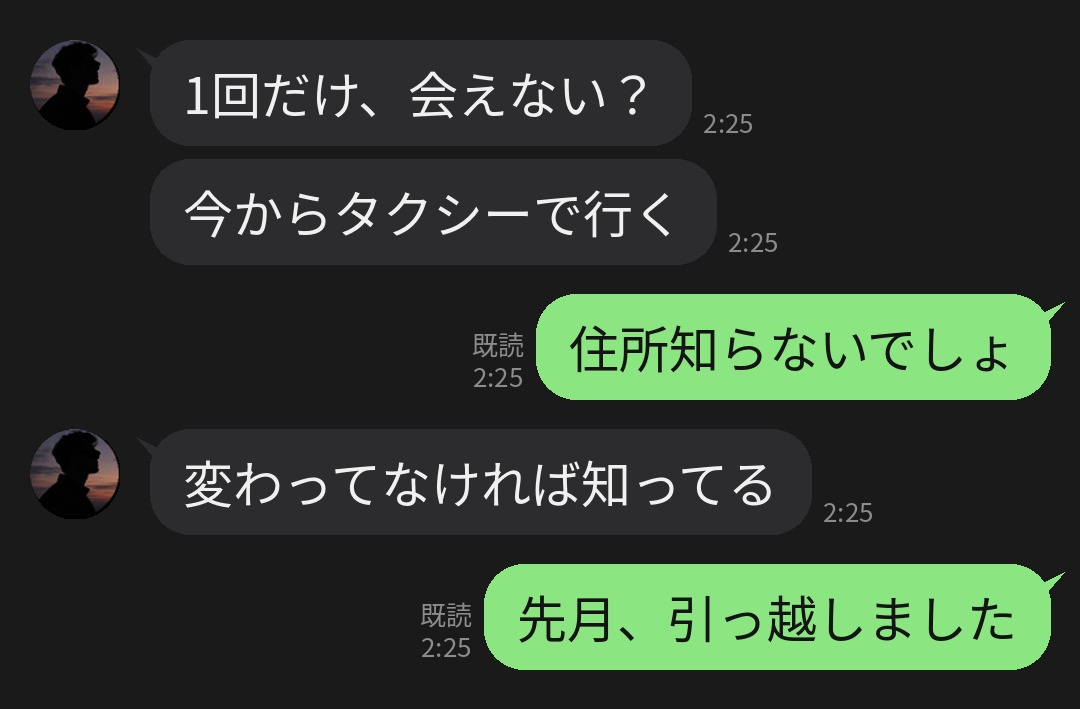 1回だけ、会えない？
2:25
今からタクシーで行く
2:25
住所知らないでしょ
既読
2:25
変わってなければ知ってる
2:25
先月、引っ越しました
既読
2:25